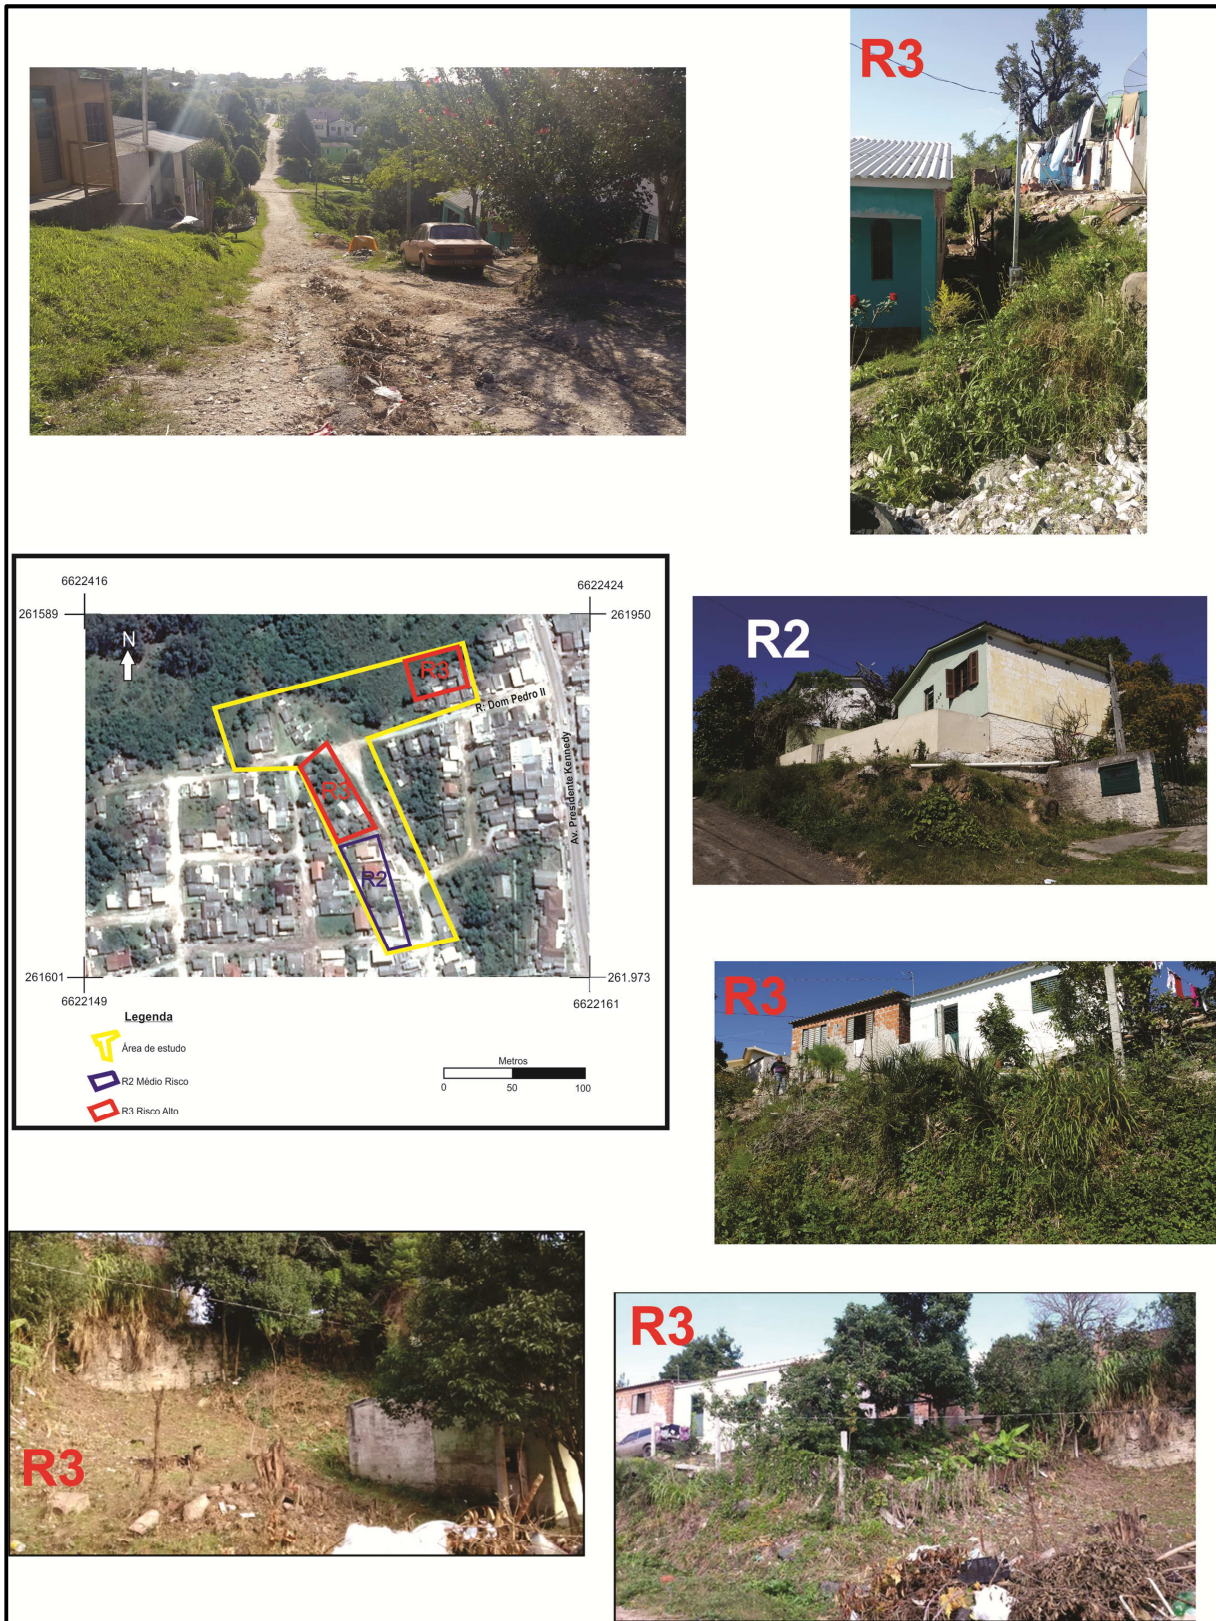 R3
6622416
6622424
261589
261950
N
R3
R: Dom Pedro II
Av. Presidente Kennedy
R3
R2
261601
261.973
6622149
6622161
Legenda
Área de estudo
R2 Médio Risco
R3 Risco Alto
Metros
0 50 100
R2
R3
R3
R3